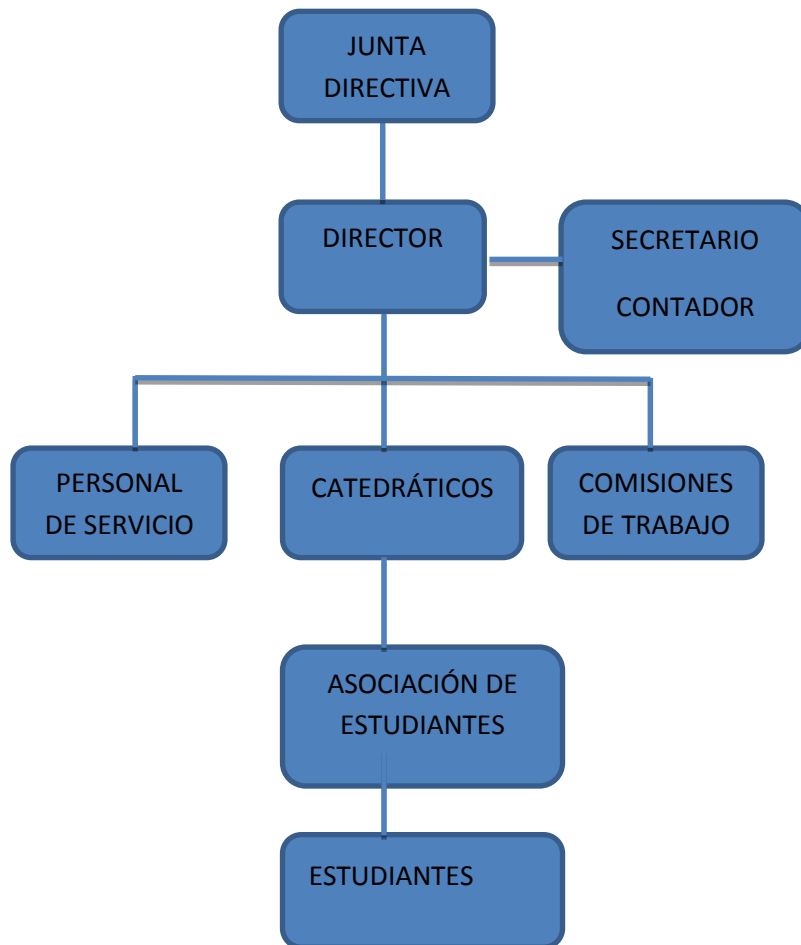 JUNTA
DIRECTIVA
DIRECTOR
SECRETARIO
CONTADOR
PERSONAL
DE SERVICIO
CATEDRÁTICOS
COMISIONES
DE TRABAJO
ASOCIACIÓN DE
ESTUDIANTES
ESTUDIANTES